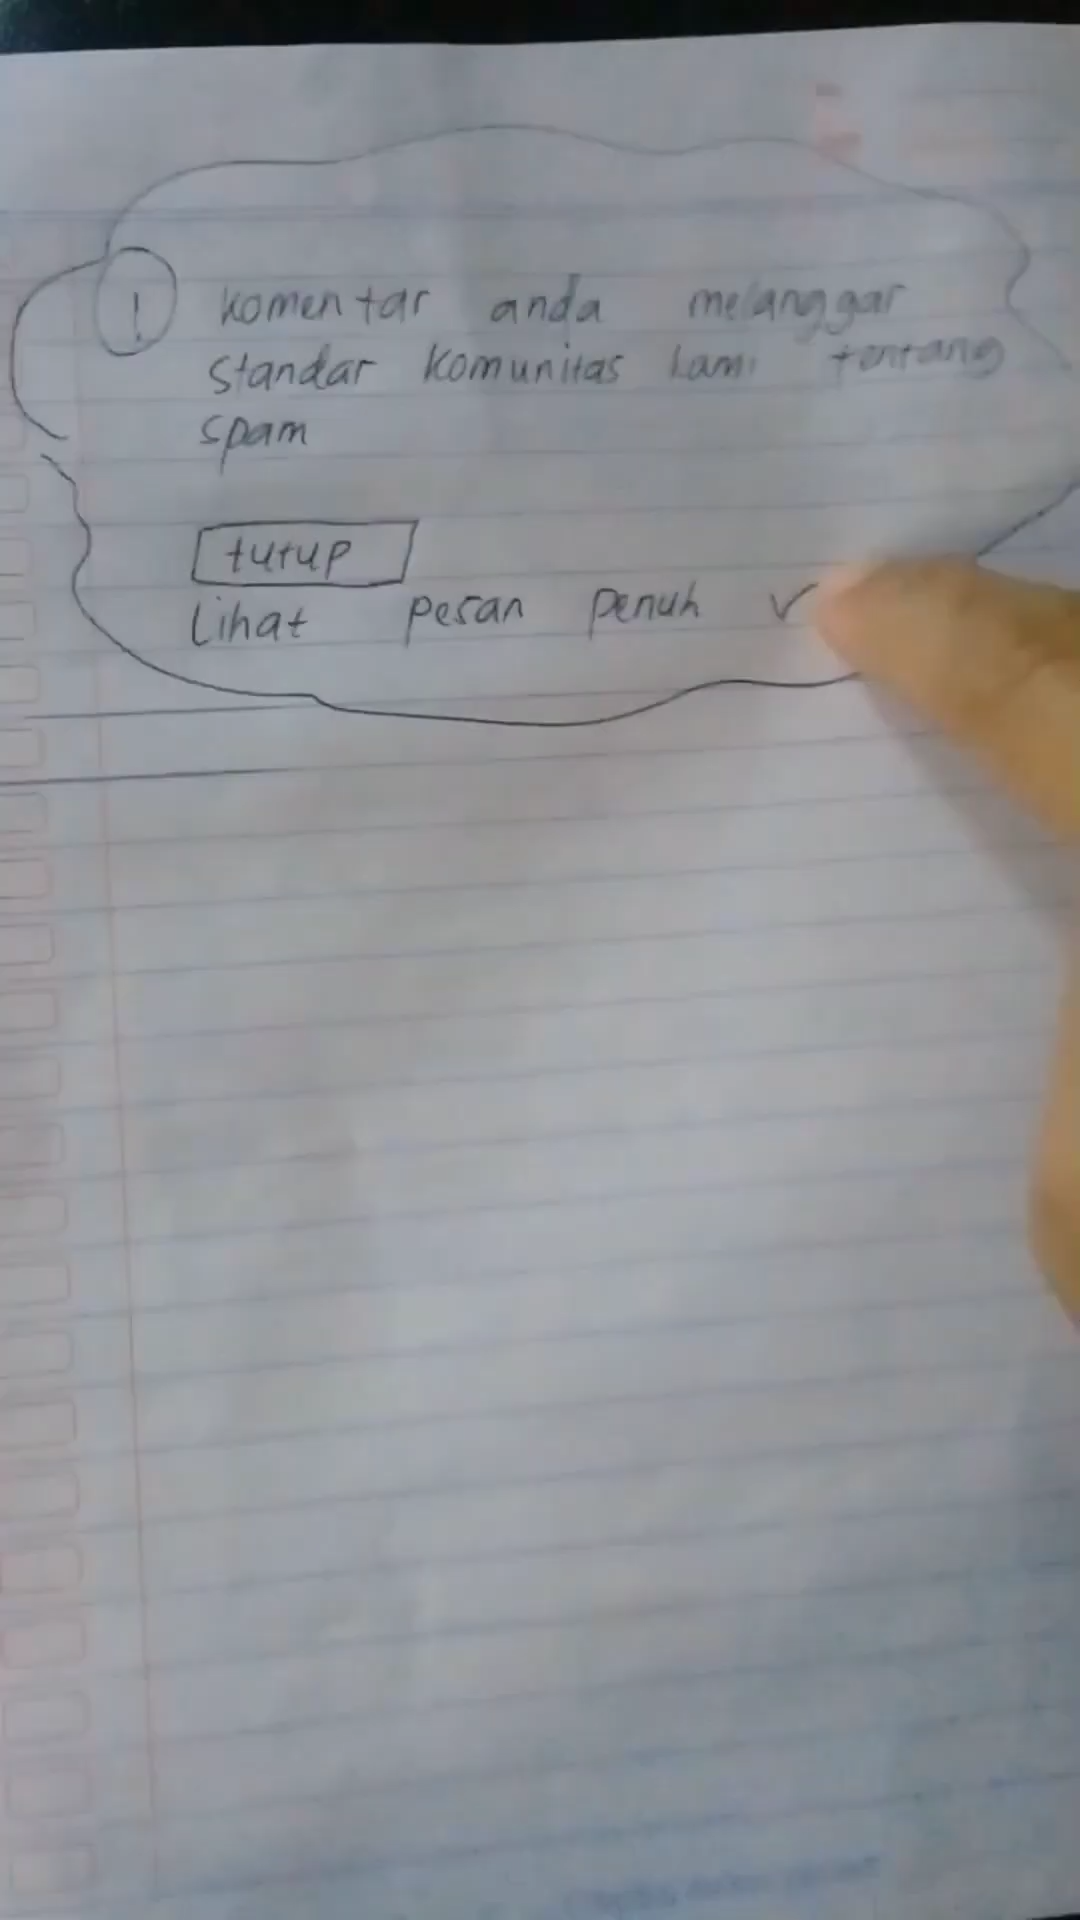 ! komentar anda melanggar
standar komunitas kami tentang
spam
tutup
Lihat pesan penuh